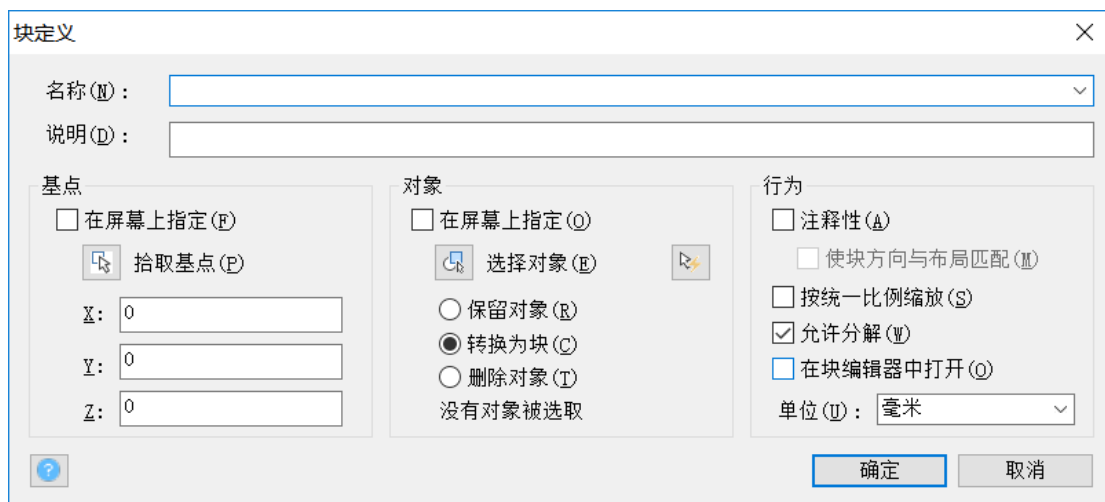 块定义
名称(N):
说明(D):
基点
在屏幕上指定(F)
拾取基点(P)
X: 0
Y: 0
Z: 0
对象
在屏幕上指定(O)
选择对象(E)
保留对象(R)
转换为块(C)
删除对象(T)
没有对象被选取
行为
注释性(A)
使块方向与布局匹配(M)
按统一比例缩放(S)
允许分解(W)
在块编辑器中打开(O)
单位(U): 毫米
?
确定 取消